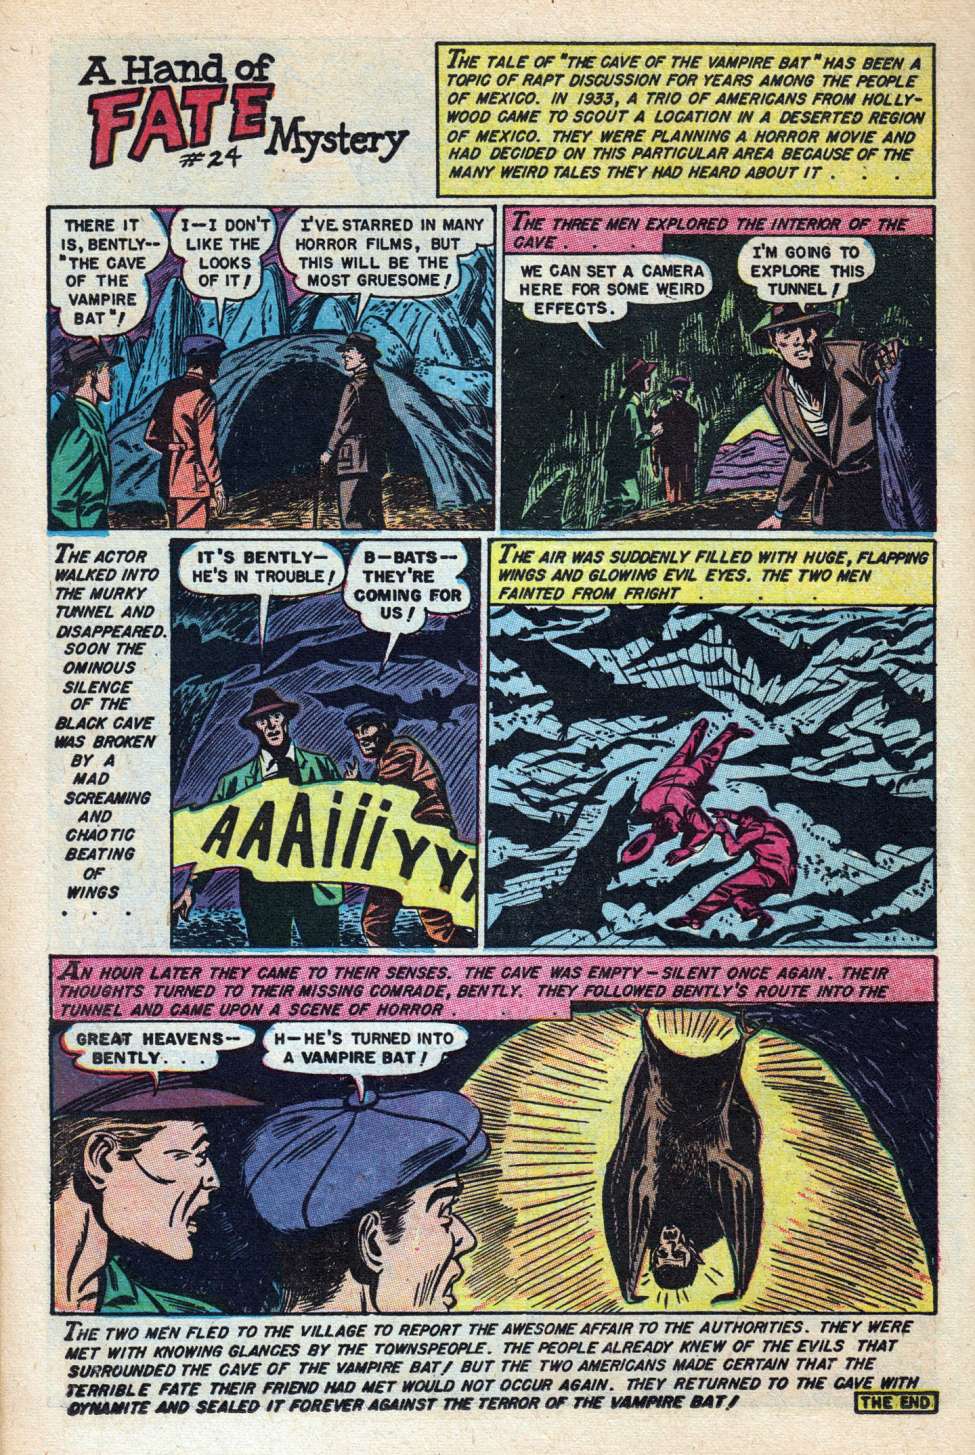 A Hand of
FATE
#24
Mystery
THE TALE OF "THE CAVE OF THE VAMPIRE BAT" HAS BEEN A
TOPIC OF RAPT DISCUSSION FOR YEARS AMONG THE PEOPLE
OF MEXICO. IN 1933, A TRIO OF AMERICANS FROM HOLLY-
WOOD CAME TO SCOUT A LOCATION IN A DESERTED REGION
OF MEXICO. THEY WERE PLANNING A HORROR MOVIE AND
HAD DECIDED ON THIS PARTICULAR AREA BECAUSE OF THE
MANY WEIRD TALES THEY HAD HEARD ABOUT IT . . .
THERE IT
IS, BENTLY--
"THE CAVE
OF THE
VAMPIRE
BAT"!
I--I DON'T
LIKE THE
LOOKS
OF IT!
I'VE STARRED IN MANY
HORROR FILMS, BUT
THIS WILL BE THE
MOST GRUESOME!
THE THREE MEN EXPLORED THE INTERIOR OF THE
CAVE . . .
WE CAN SET A CAMERA
HERE FOR SOME WEIRD
EFFECTS.
I'M GOING TO
EXPLORE THIS
TUNNEL!
THE ACTOR
WALKED INTO
THE MURKY
TUNNEL AND
DISAPPEARED.
SOON THE
OMINOUS
SILENCE
OF THE
BLACK CAVE
WAS BROKEN
BY A
MAD
SCREAMING
AND
CHAOTIC
BEATING
OF
WINGS
. . . .
IT'S BENTLY--
HE'S IN TROUBLE!
B--BATS--
THEY'RE
COMING FOR
US!
AAAiiiYYY
THE AIR WAS SUDDENLY FILLED WITH HUGE, FLAPPING
WINGS AND GLOWING EVIL EYES. THE TWO MEN
FAINTED FROM FRIGHT . . .
AN HOUR LATER THEY CAME TO THEIR SENSES. THE CAVE WAS EMPTY--SILENT ONCE AGAIN. THEIR
THOUGHTS TURNED TO THEIR MISSING COMRADE, BENTLY. THEY FOLLOWED BENTLY'S ROUTE INTO THE
TUNNEL AND CAME UPON A SCENE OF HORROR . . .
GREAT HEAVENS--
BENTLY. . .
H--HE'S TURNED INTO
A VAMPIRE BAT!
THE TWO MEN FLED TO THE VILLAGE TO REPORT THE AWESOME AFFAIR TO THE AUTHORITIES. THEY WERE
MET WITH KNOWING GLANCES BY THE TOWNSPEOPLE. THE PEOPLE ALREADY KNEW OF THE EVILS THAT
SURROUNDED THE CAVE OF THE VAMPIRE BAT! BUT THE TWO AMERICANS MADE CERTAIN THAT THE
TERRIBLE FATE THEIR FRIEND HAD MET WOULD NOT OCCUR AGAIN. THEY RETURNED TO THE CAVE WITH
DYNAMITE AND SEALED IT FOREVER AGAINST THE TERROR OF THE VAMPIRE BAT!
THE END